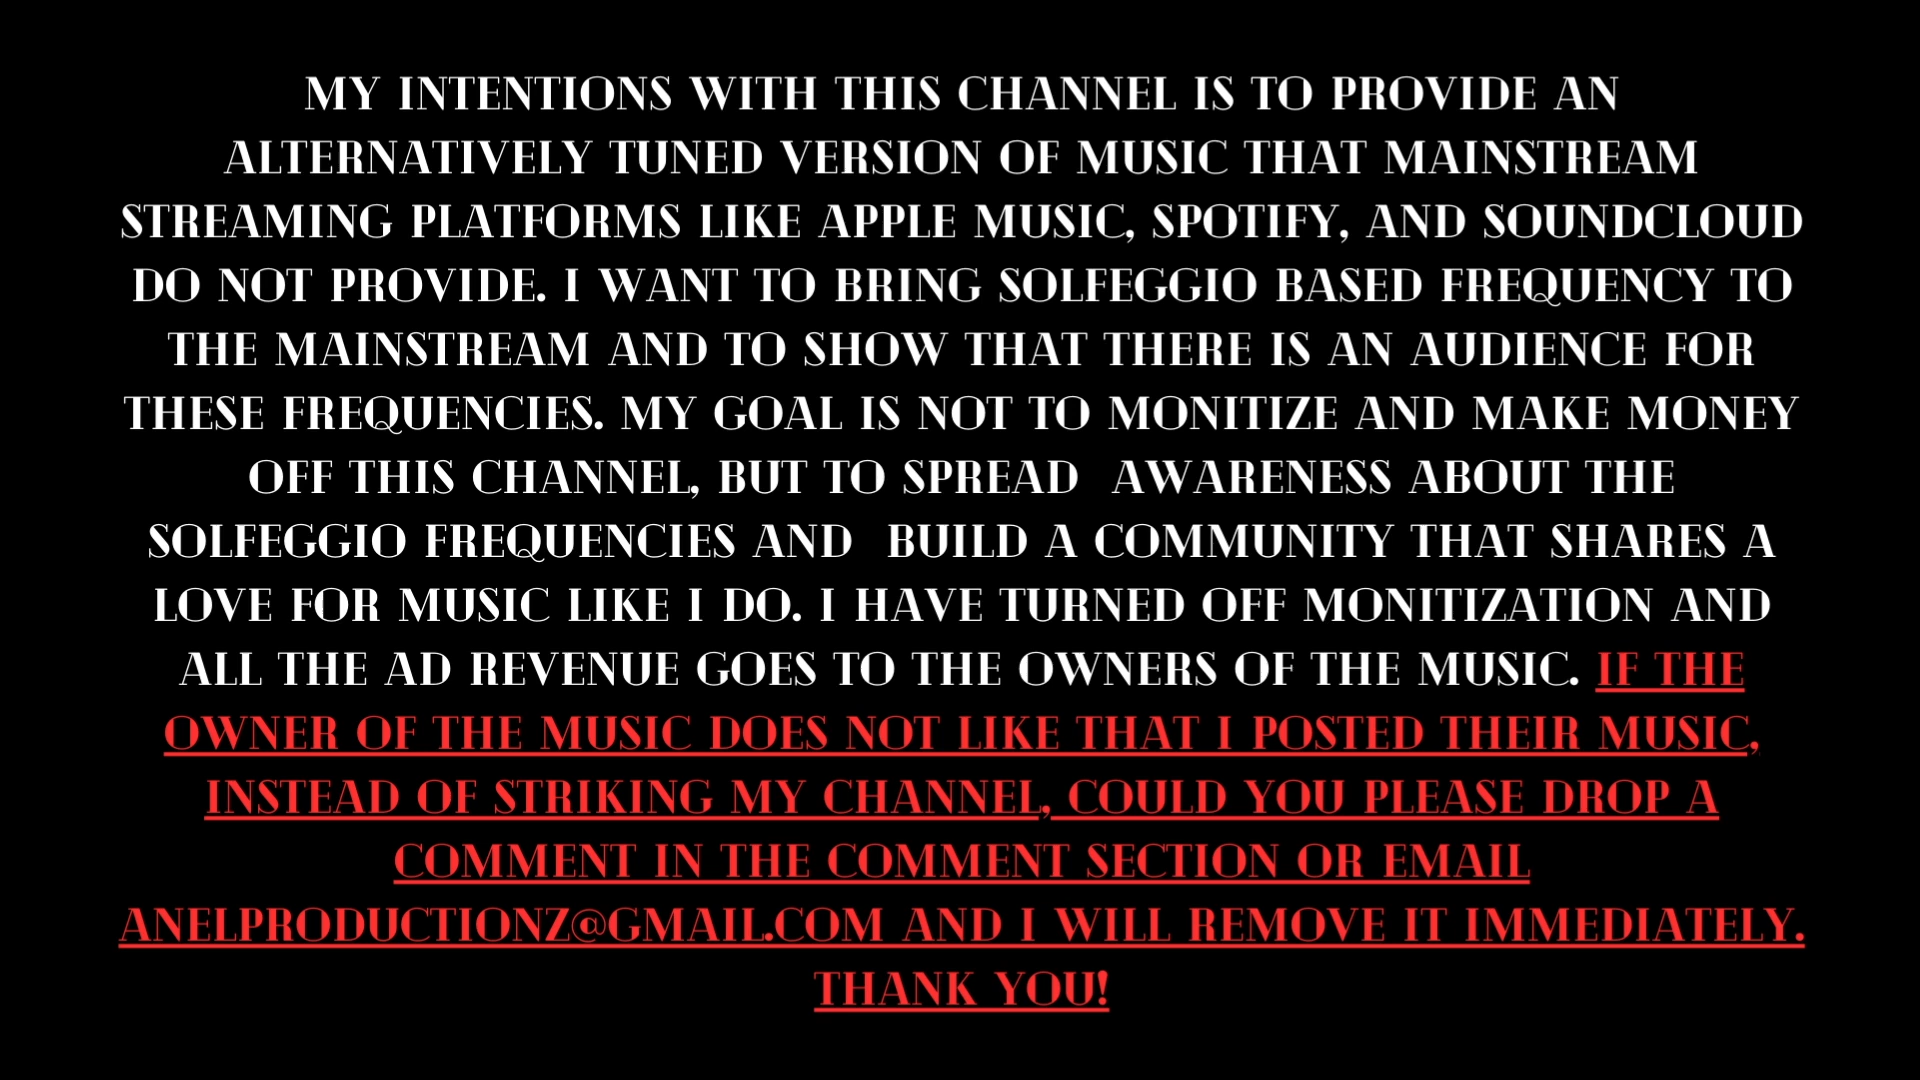 MY INTENTIONS WITH THIS CHANNEL IS TO PROVIDE AN
ALTERNATIVELY TUNED VERSION OF MUSIC THAT MAINSTREAM
STREAMING PLATFORMS LIKE APPLE MUSIC, SPOTIFY, AND SOUNDCLOUD
DO NOT PROVIDE. I WANT TO BRING SOLFEGGIO BASED FREQUENCY TO
THE MAINSTREAM AND TO SHOW THAT THERE IS AN AUDIENCE FOR
THESE FREQUENCIES. MY GOAL IS NOT TO MONITIZE AND MAKE MONEY
OFF THIS CHANNEL, BUT TO SPREAD  AWARENESS ABOUT THE
SOLFEGGIO FREQUENCIES AND  BUILD A COMMUNITY THAT SHARES A
LOVE FOR MUSIC LIKE I DO. I HAVE TURNED OFF MONITIZATION AND
ALL THE AD REVENUE GOES TO THE OWNERS OF THE MUSIC. IF THE
OWNER OF THE MUSIC DOES NOT LIKE THAT I POSTED THEIR MUSIC,
INSTEAD OF STRIKING MY CHANNEL, COULD YOU PLEASE DROP A
COMMENT IN THE COMMENT SECTION OR EMAIL
ANELPRODUCTIONZ@GMAIL.COM AND I WILL REMOVE IT IMMEDIATELY.
THANK YOU!